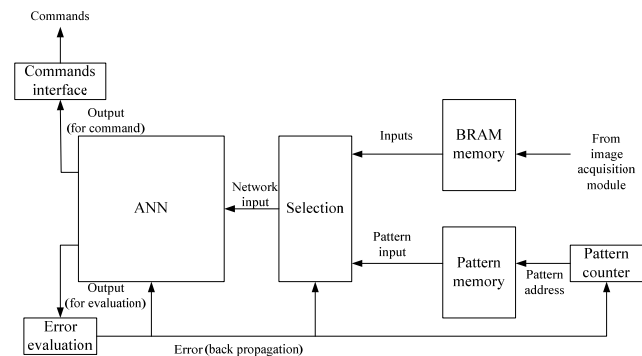 Commands
Commands
interface
Output
(for command)
ANN
Network
input
Selection
Inputs
BRAM
memory
From
image
acquisition
module
Pattern
input
Pattern
memory
Pattern
address
Pattern
counter
Output
(for evaluation)
Error
evaluation
Error (back propagation)